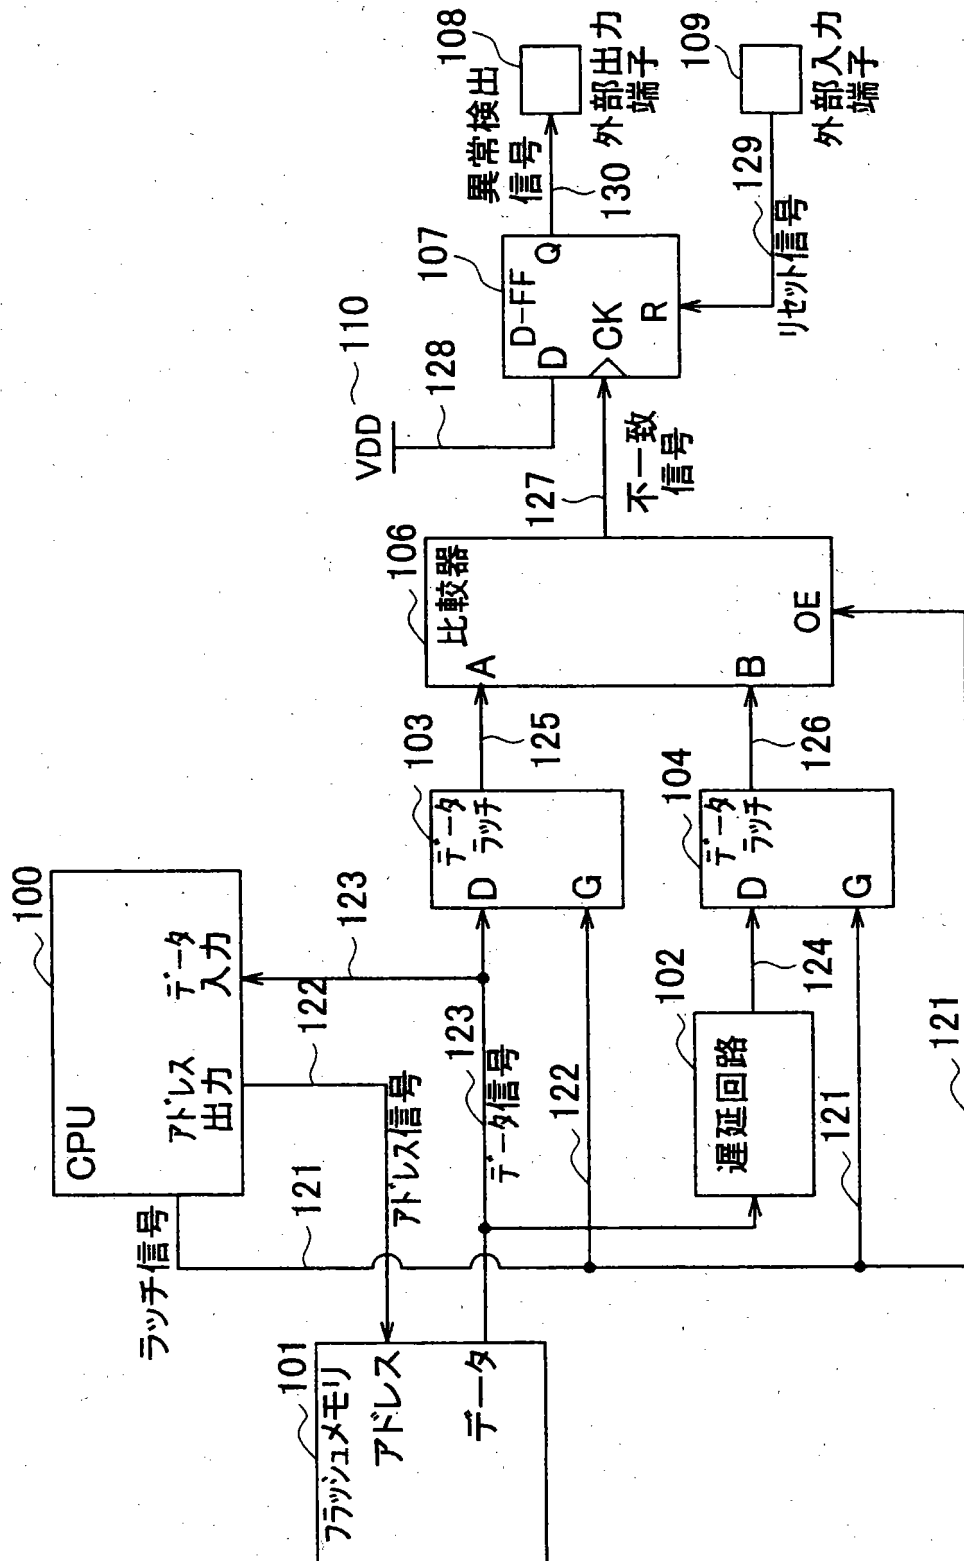 100
CPU
アドレス
出力
データ
入力
ラッチ信号
121
122
123
アドレス信号
101
フラッシュメモリ
アドレス
データ
123
データ信号
122
103
データ
ラッチ
D
G
125
102
遅延回路
121
124
104
データ
ラッチ
D
G
126
121
106
比較器
A
B
OE
127
不一致
信号
VDD
110
128
107
D-FF
D
Q
CK
R
異常検出
信号
130
108
外部出力
端子
109
外部入力
端子
129
リセット信号